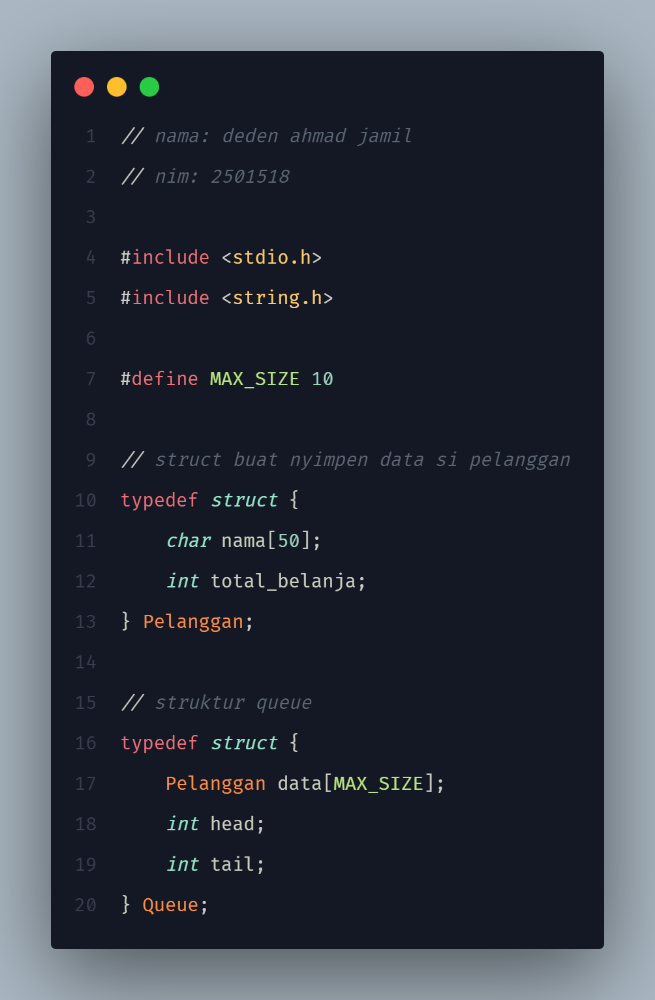 1 // nama: deden ahmad jamil
2 // nim: 2501518
3
4 #include <stdio.h>
5 #include <string.h>
6
7 #define MAX_SIZE 10
8
9 // struct buat nyimpen data si pelanggan
10 typedef struct {
11     char nama[50];
12     int total_belanja;
13 } Pelanggan;
14
15 // struktur queue
16 typedef struct {
17     Pelanggan data[MAX_SIZE];
18     int head;
19     int tail;
20 } Queue;